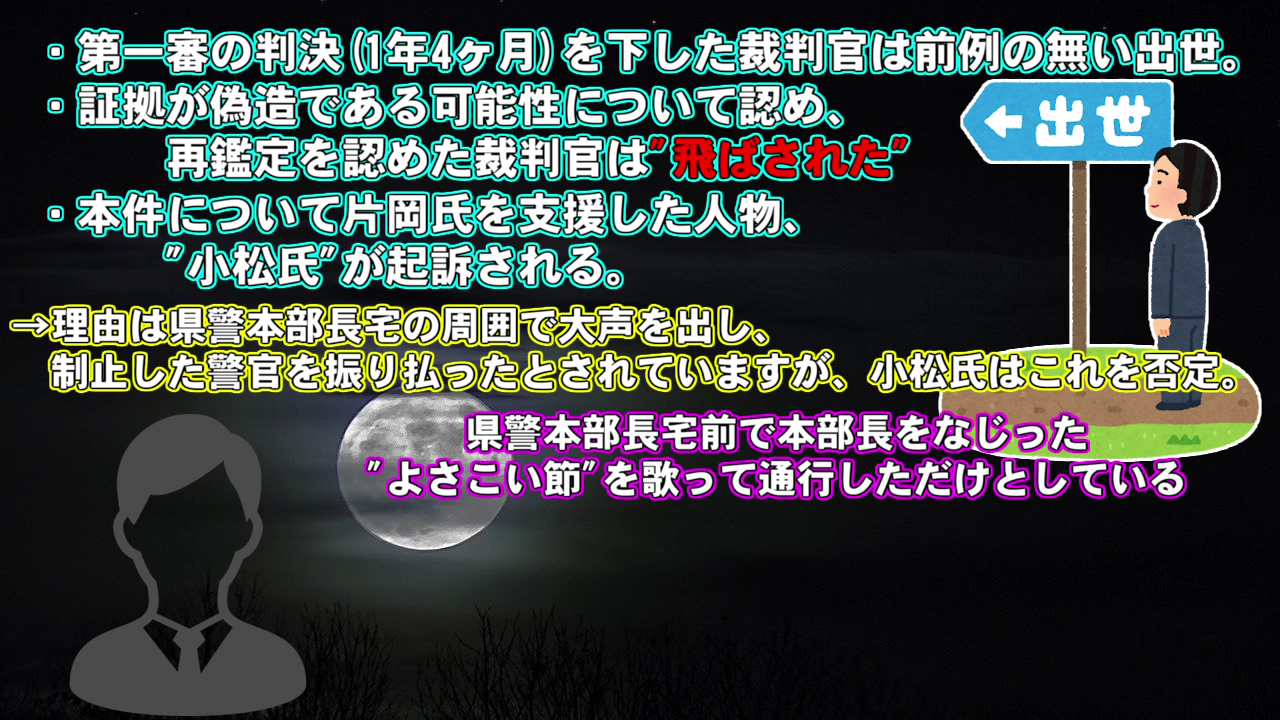 ・第一審の判決(1年4ヶ月)を下した裁判官は前例の無い出世。
・証拠が偽造である可能性について認め、
←出世
再鑑定を認めた裁判官は"飛ばされた"
・本件について片岡氏を支援した人物、
"小松氏"が起訴される。
→理由は県警本部長宅の周囲で大声を出し、
制止した警官を振り払ったとされていますが、小松氏はこれを否定。
県警本部長宅前で本部長をなじった
"よさこい節"を歌って通行しただけとしている